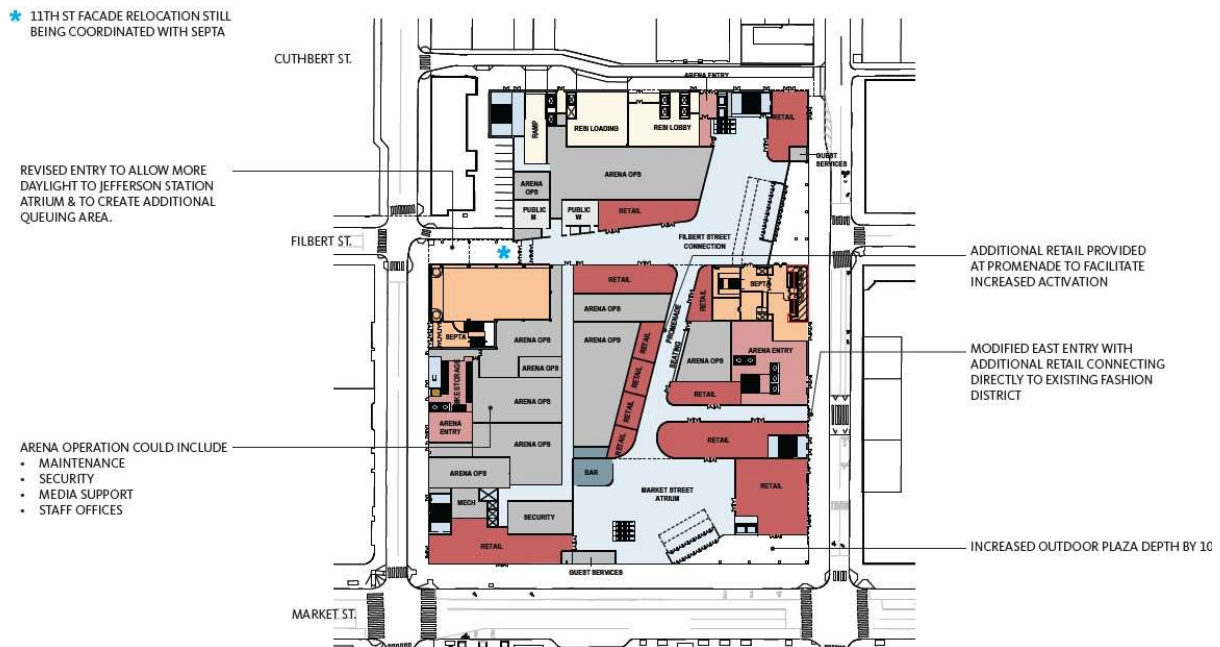 * 11TH ST FACADE RELOCATION STILL
BEING COORDINATED WITH SEPTA
CUTHBERT ST.
ARENA ENTRY
RAMP
RESI LOADING
RESI LOBBY
RETAIL
GUEST
SERVICES
REVISED ENTRY TO ALLOW MORE
DAYLIGHT TO JEFFERSON STATION
ATRIUM & TO CREATE ADDITIONAL
QUEUING AREA.
ARENA OPS
ARENA
OPS
PUBLIC
M
PUBLIC
W
RETAIL
FILBERT STREET
CONNECTION
FILBERT ST.
*
RETAIL
RETAIL
SEPTA
ADDITIONAL RETAIL PROVIDED
AT PROMENADE TO FACILITATE
INCREASED ACTIVATION
SEPTA
ARENA OPS
ARENA OPS
RETAIL
PROMENADE
SEATING
ARENA OPS
ARENA ENTRY
MODIFIED EAST ENTRY WITH
ADDITIONAL RETAIL CONNECTING
DIRECTLY TO EXISTING FASHION
DISTRICT
BIKE STORAGE
ARENA OPS
RETAIL
RETAIL
ARENA OPS
RETAIL
ARENA
ENTRY
ARENA OPS
RETAIL
RETAIL
ARENA OPERATION COULD INCLUDE
• MAINTENANCE
• SECURITY
• MEDIA SUPPORT
• STAFF OFFICES
ARENA OPS
BAR
MARKET STREET
ATRIUM
RETAIL
MECH
SECURITY
RETAIL
GUEST SERVICES
INCREASED OUTDOOR PLAZA DEPTH BY 10
MARKET ST.